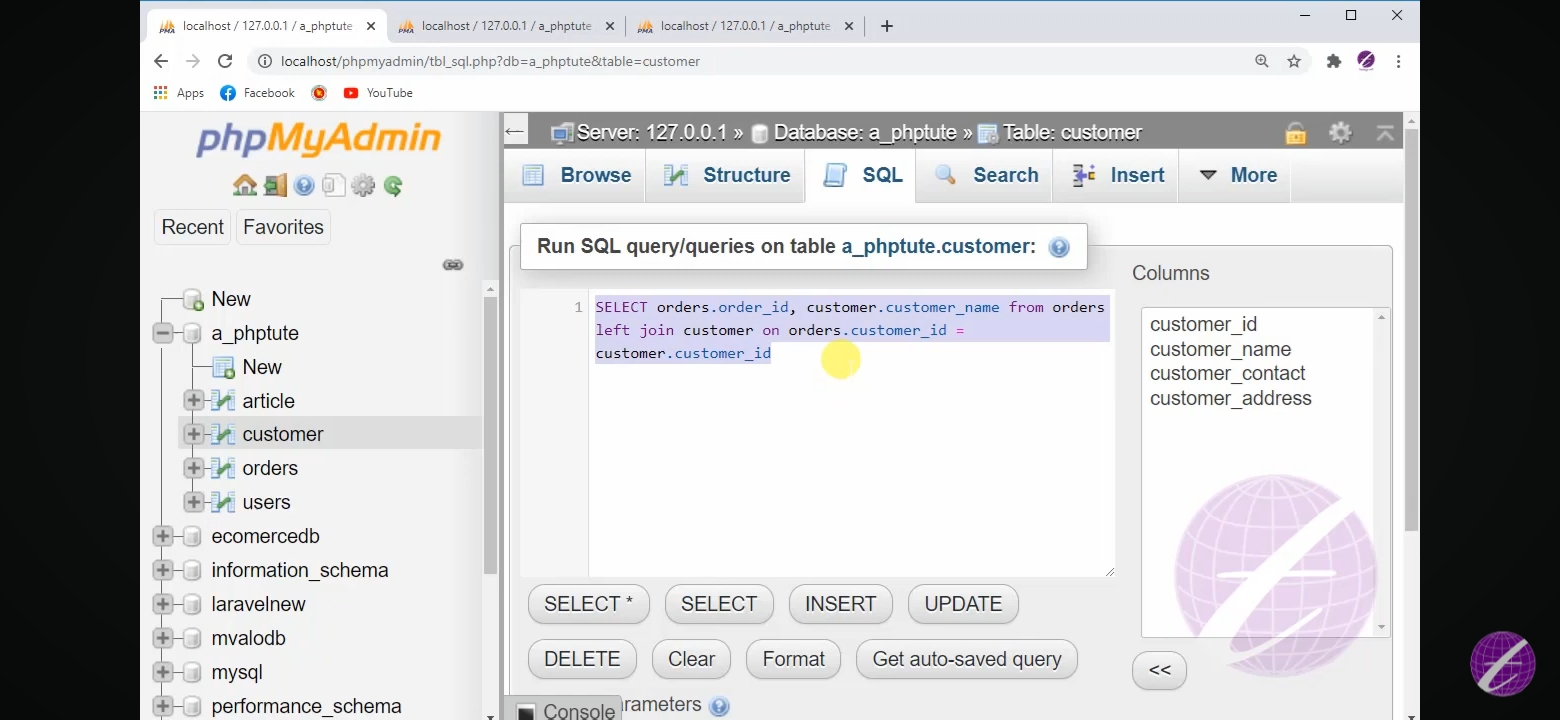 localhost / 127.0.0.1 / a_phptute
localhost / 127.0.0.1 / a_phptute
localhost / 127.0.0.1 / a_phptute
localhost/phpmyadmin/tbl_sql.php?db=a_phptute&table=customer
Apps Facebook YouTube
phpMyAdmin
Recent Favorites
New
a_phptute
New
article
customer
orders
users
ecomercedb
information_schema
laravelnew
mvalodb
mysql
performance_schema
Server: 127.0.0.1 » Database: a_phptute » Table: customer
Browse Structure SQL Search Insert More
Run SQL query/queries on table a_phptute.customer:
1 SELECT orders.order_id, customer.customer_name from orders
left join customer on orders.customer_id =
customer.customer_id
Columns
customer_id
customer_name
customer_contact
customer_address
SELECT * SELECT INSERT UPDATE
DELETE Clear Format Get auto-saved query
<<
Console rameters